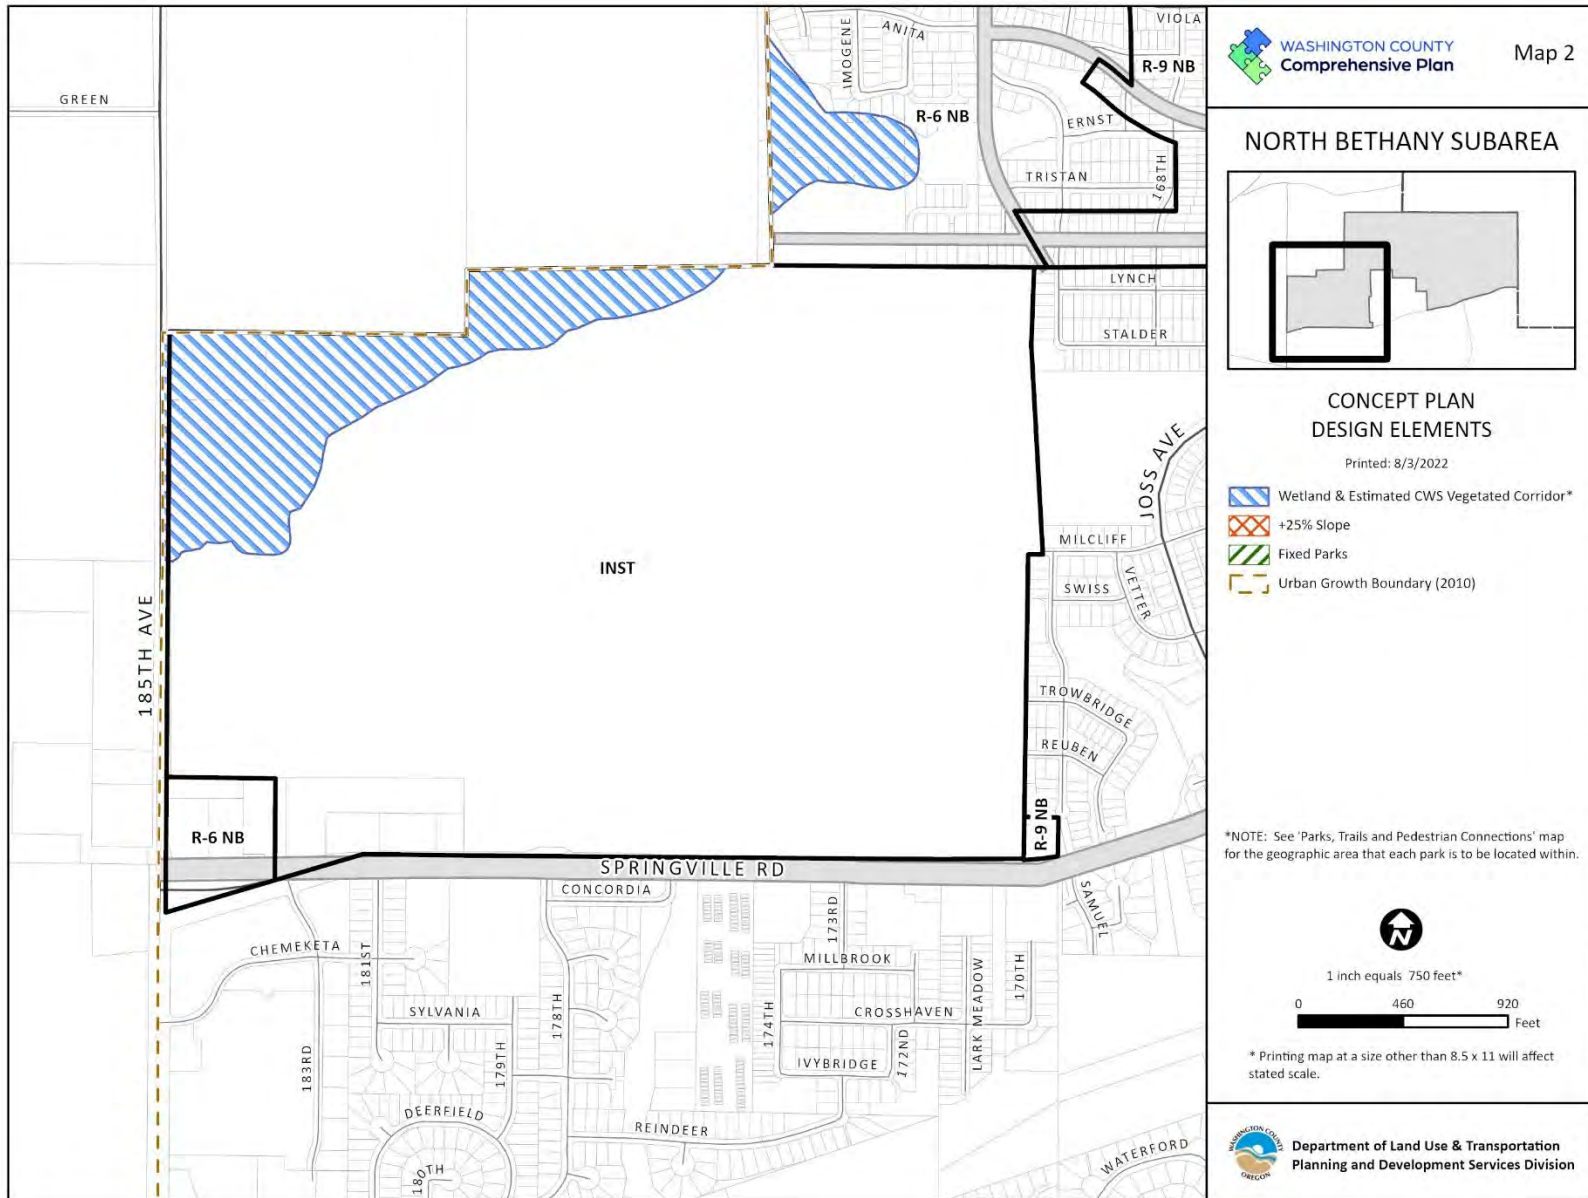 VIOLA
ANITA
IMOGENE
R-9 NB
GREEN
R-6 NB
ERNST
TRISTAN
168TH
LYNCH
STALDER
JOSS AVE
MILCLIFF
INST
SWISS
VETTER
185TH AVE
TROWBRIDGE
REUBEN
R-6 NB
R-9 NB
SPRINGVILLE RD
CONCORDIA
SAMUEL
173RD
CHEMEKETA
181ST
MILLBROOK
LARK MEADOW
170TH
SYLVANIA
178TH
174TH
CROSSHAVEN
183RD
179TH
IVYBRIDGE
172ND
DEERFIELD
REINDEER
180TH
WATERFORD
WASHINGTON COUNTY
Comprehensive Plan
Map 2
NORTH BETHANY SUBAREA
CONCEPT PLAN
DESIGN ELEMENTS
Printed: 8/3/2022
Wetland & Estimated CWS Vegetated Corridor*
+25% Slope
Fixed Parks
Urban Growth Boundary (2010)
*NOTE: See 'Parks, Trails and Pedestrian Connections' map
for the geographic area that each park is to be located within.
N
1 inch equals 750 feet*
0 460 920
Feet
* Printing map at a size other than 8.5 x 11 will affect
stated scale.
WASHINGTON COUNTY
OREGON
Department of Land Use & Transportation
Planning and Development Services Division